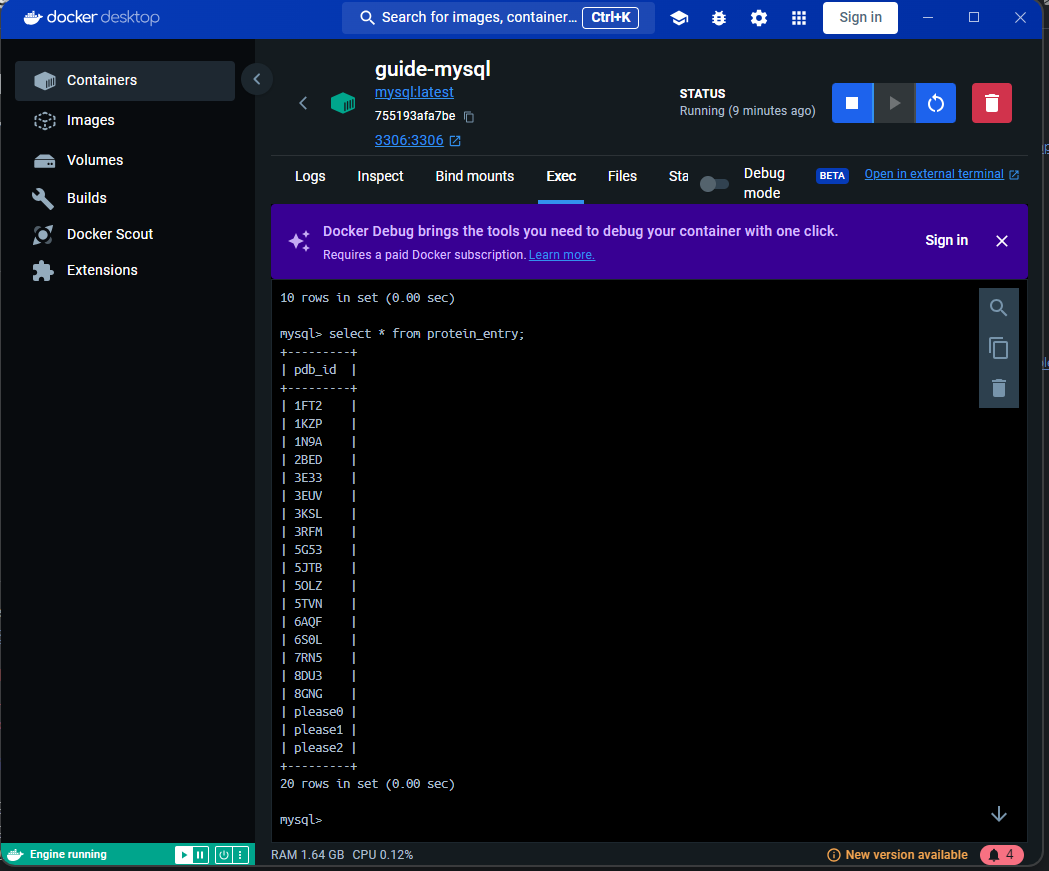 docker desktop
Search for images, container... Ctrl+K
Sign in
Containers
Images
Volumes
Builds
Docker Scout
Extensions
guide-mysql
mysql:latest
755193afa7be
3306:3306
STATUS
Running (9 minutes ago)
Logs Inspect Bind mounts Exec Files Sta
Debug mode
BETA
Open in external terminal
Docker Debug brings the tools you need to debug your container with one click.
Requires a paid Docker subscription. Learn more.
Sign in
10 rows in set (0.00 sec)
mysql> select * from protein_entry;
+---------+
| pdb_id  |
+---------+
| 1FT2    |
| 1KZP    |
| 1N9A    |
| 2BED    |
| 3E33    |
| 3EUV    |
| 3KSL    |
| 3RFM    |
| 5G53    |
| 5JTB    |
| 5OLZ    |
| 5TVN    |
| 6AQF    |
| 6S0L    |
| 7RN5    |
| 8DU3    |
| 8GNG    |
| please0 |
| please1 |
| please2 |
+---------+
20 rows in set (0.00 sec)
mysql>
Engine running
RAM 1.64 GB CPU 0.12%
New version available
4